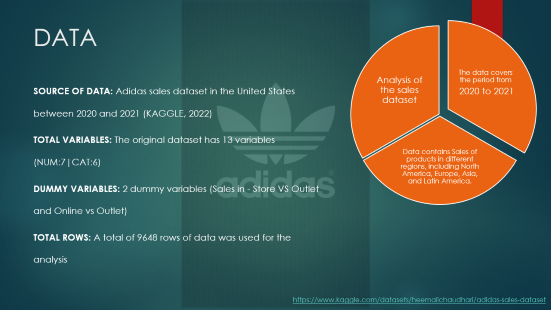 DATA
SOURCE OF DATA: Adidas sales dataset in the United States
between 2020 and 2021 (KAGGLE, 2022)
TOTAL VARIABLES: The original dataset has 13 variables
(NUM:7|CAT:6)
DUMMY VARIABLES: 2 dummy variables (Sales in - Store VS Outlet
and Online vs Outlet)
TOTAL ROWS: A total of 9648 rows of data was used for the
analysis
adidas
Analysis of
the sales
dataset
The data covers
the period from
2020 to 2021
Data contains Sales of
products in different
regions, including North
America, Europe, Asia,
and Latin America.
https://www.kaggle.com/datasets/heemalichaudhari/adidas-sales-dataset